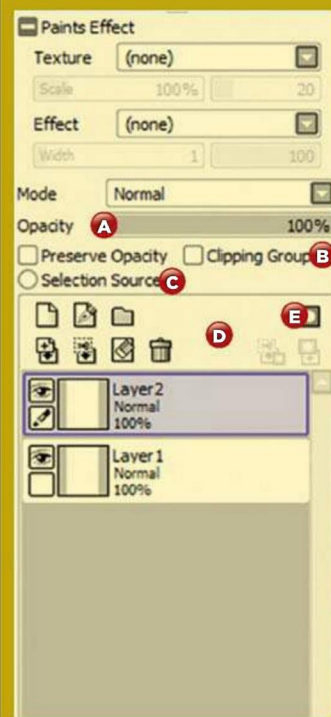 Paints Effect
Texture (none)
Scale 100% 20
Effect (none)
Width 1 100
Mode Normal
Opacity A 100%
Preserve Opacity Clipping Group B
Selection Source C
E
D
Layer2
Normal
100%
Layer1
Normal
100%